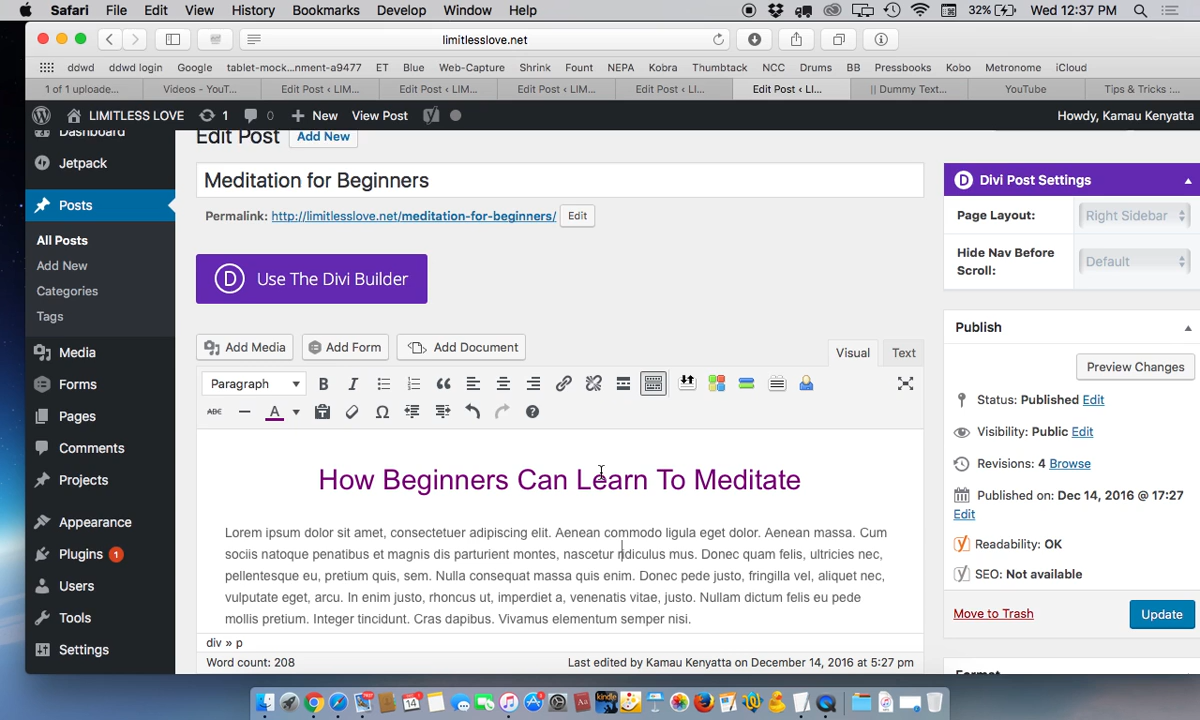 Safari File Edit View History Bookmarks Develop Window Help 32% Wed 12:37 PM
limitlesslove.net
ddwd ddwd login Google tablet-mock...nment-a9477 ET Blue Web-Capture Shrink Fount NEPA Kobra Thumbtack NCC Drums BB Pressbooks Kobo Metronome iCloud
1 of 1 uploade... Videos - YouT... Edit Post ‹ LIM... Edit Post ‹ LIM... Edit Post ‹ LIM... Edit Post ‹ LI... Edit Post ‹ LI... || Dummy Text... YouTube Tips & Tricks :...
LIMITLESS LOVE 1 0 New View Post Howdy, Kamau Kenyatta
Dashboard
Jetpack
Posts
All Posts
Add New
Categories
Tags
Media
Forms
Pages
Comments
Projects
Appearance
Plugins 1
Users
Tools
Settings
Edit Post Add New
Meditation for Beginners
Permalink: http://limitlesslove.net/meditation-for-beginners/ Edit
D Use The Divi Builder
Add Media Add Form Add Document Visual Text
Paragraph B I
ABC A
How Beginners Can Learn To Meditate
Lorem ipsum dolor sit amet, consectetuer adipiscing elit. Aenean commodo ligula eget dolor. Aenean massa. Cum
sociis natoque penatibus et magnis dis parturient montes, nascetur ridiculus mus. Donec quam felis, ultricies nec,
pellentesque eu, pretium quis, sem. Nulla consequat massa quis enim. Donec pede justo, fringilla vel, aliquet nec,
vulputate eget, arcu. In enim justo, rhoncus ut, imperdiet a, venenatis vitae, justo. Nullam dictum felis eu pede
mollis pretium. Integer tincidunt. Cras dapibus. Vivamus elementum semper nisi.
div » p
Word count: 208 Last edited by Kamau Kenyatta on December 14, 2016 at 5:27 pm
D Divi Post Settings
Page Layout: Right Sidebar
Hide Nav Before
Scroll: Default
Publish
Preview Changes
Status: Published Edit
Visibility: Public Edit
Revisions: 4 Browse
Published on: Dec 14, 2016 @ 17:27
Edit
Readability: OK
SEO: Not available
Move to Trash Update
Format